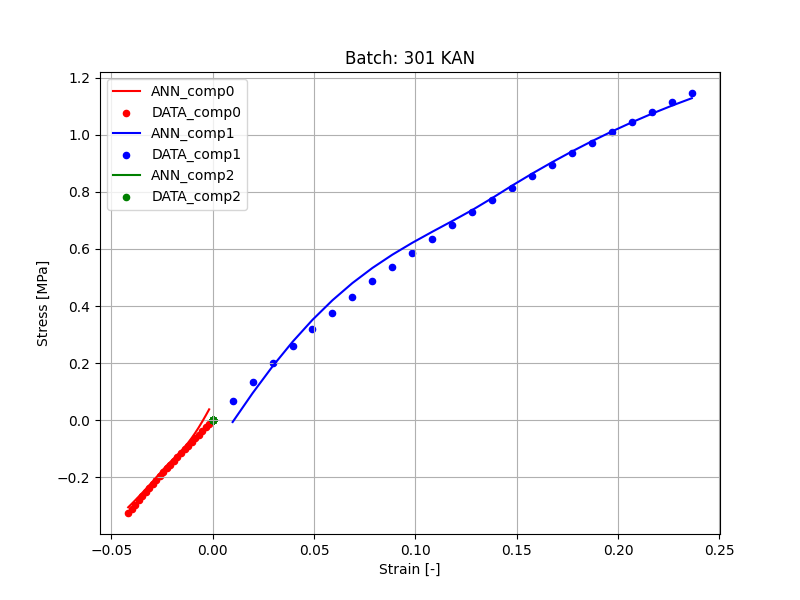 Batch: 301 KAN
ANN_comp0
DATA_comp0
ANN_comp1
DATA_comp1
ANN_comp2
DATA_comp2
1.2
1.0
0.8
0.6
0.4
0.2
0.0
−0.2
Stress [MPa]
−0.05
0.00
0.05
0.10
0.15
0.20
0.25
Strain [-]